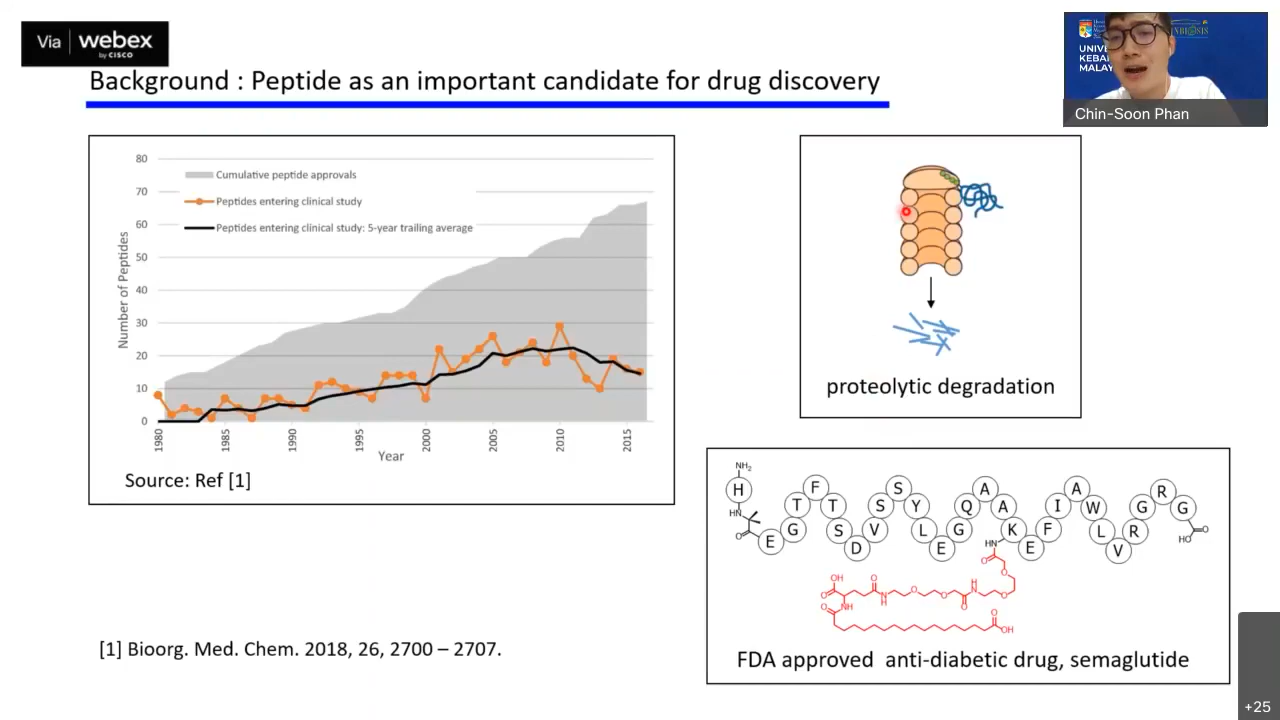 Via webex
by CISCO
Background : Peptide as an important candidate for drug discovery
UNIVE
KEBAN
MALAY
Chin-Soon Phan
80
70
60
50
40
30
20
10
0
Number of Peptides
Cumulative peptide approvals
Peptides entering clinical study
Peptides entering clinical study: 5-year trailing average
1980
1985
1990
1995
2000
2005
2010
2015
Year
Source: Ref [1]
proteolytic degradation
NH2
H
HN
O
E G T F T S D V S S Y L E G Q A A K E F I A W L V R G R G
O
HO
HN
O
O
O
H
N
O
O
O
N
H
O
OH
O
NH
O
O
OH
FDA approved anti-diabetic drug, semaglutide
[1] Bioorg. Med. Chem. 2018, 26, 2700 – 2707.
+25